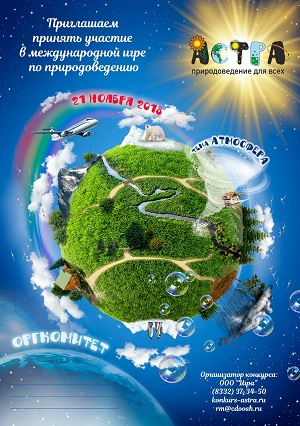 Приглашаем
принять участие
в международной игре
по природоведению
АСТРА
природоведение для всех
21 НОЯБРЯ 2018
ТЕМА АТМОСФЕРА
ОРГКОМИТЕТ
Организатор конкурса:
ООО "Игра"
(8332) 37-34-50
konkurs-astra.ru
rm@cdoosh.ru